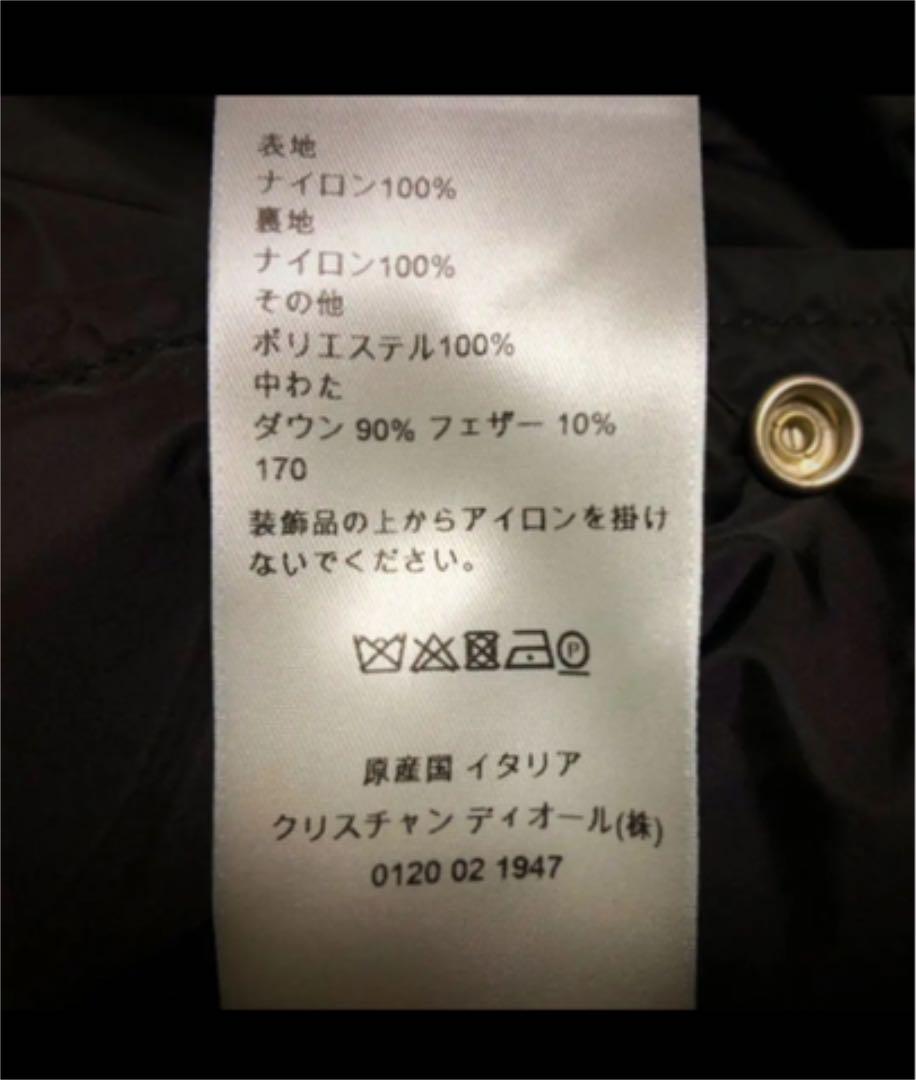 表地
ナイロン100%
裏地
ナイロン100%
その他
ポリエステル100%
中わた
ダウン 90% フェザー 10%
170
装飾品の上からアイロンを掛け
ないでください。
P
原産国 イタリア
クリスチャン ディオール(株)
0120 02 1947